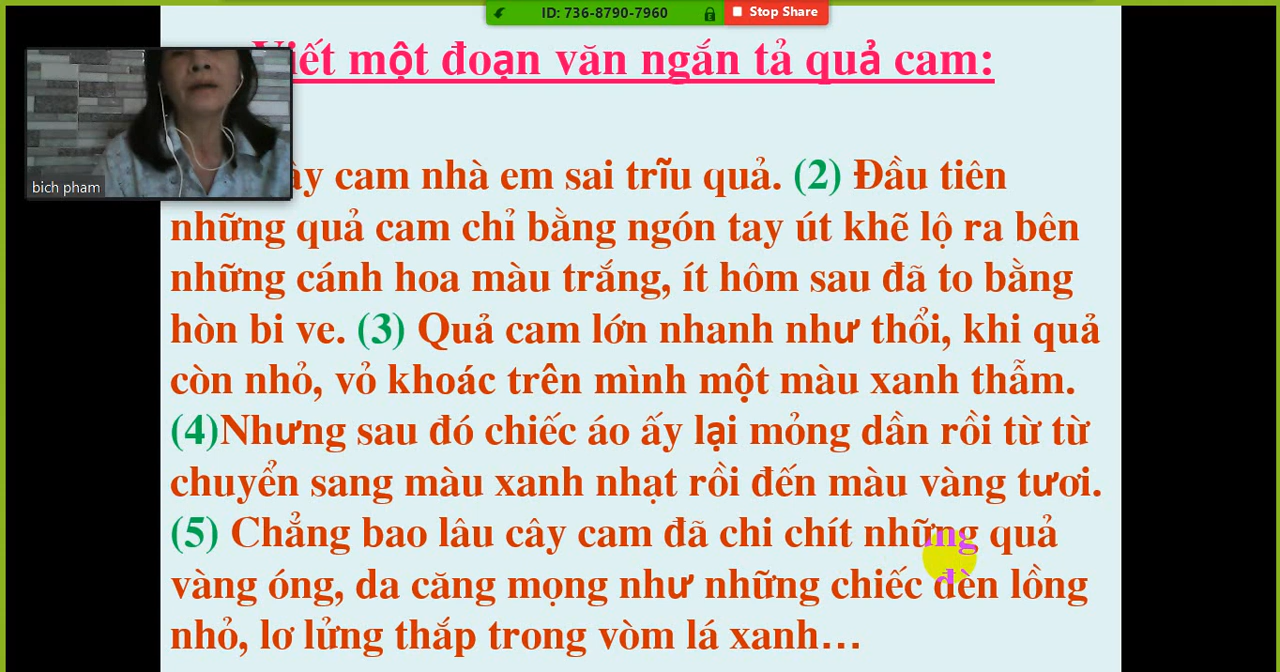 ID: 736-8790-7960
Stop Share
iết một đoạn văn ngắn tả quả cam:
bich pham
ây cam nhà em sai trĩu quả. (2) Đầu tiên
những quả cam chỉ bằng ngón tay út khẽ lộ ra bên
những cánh hoa màu trắng, ít hôm sau đã to bằng
hòn bi ve. (3) Quả cam lớn nhanh như thổi, khi quả
còn nhỏ, vỏ khoác trên mình một màu xanh thẫm.
(4)Nhưng sau đó chiếc áo ấy lại mỏng dần rồi từ từ
chuyển sang màu xanh nhạt rồi đến màu vàng tươi.
(5) Chẳng bao lâu cây cam đã chi chít những quả
vàng óng, da căng mọng như những chiếc đèn lồng
nhỏ, lơ lửng thắp trong vòm lá xanh…